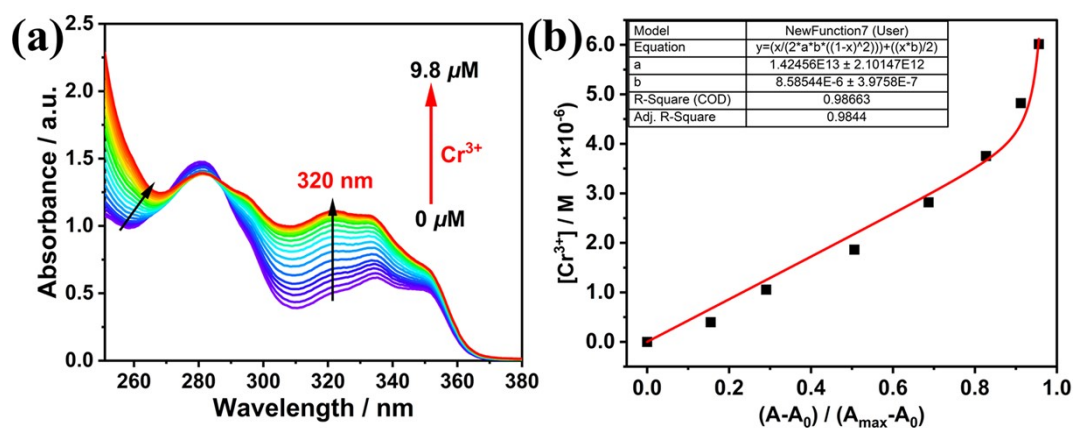 (a)
2.5
2.0
1.5
1.0
0.5
0.0
Absorbance / a.u.
260 280 300 320 340 360 380
Wavelength / nm
320 nm
9.8 µM
Cr³⁺
0 µM
(b)
6.0
5.0
4.0
3.0
2.0
1.0
0.0
[Cr³⁺] / M (1×10⁻⁶)
0.0 0.2 0.4 0.6 0.8 1.0
(A-A₀) / (Aₘₐₓ-A₀)
Model NewFunction7 (User)
Equation y=(x/(2*a*b*((1-x)^2)))+((x*b)/2)
a 1.42456E13 ± 2.10147E12
b 8.58544E-6 ± 3.9758E-7
R-Square (COD) 0.98663
Adj. R-Square 0.9844